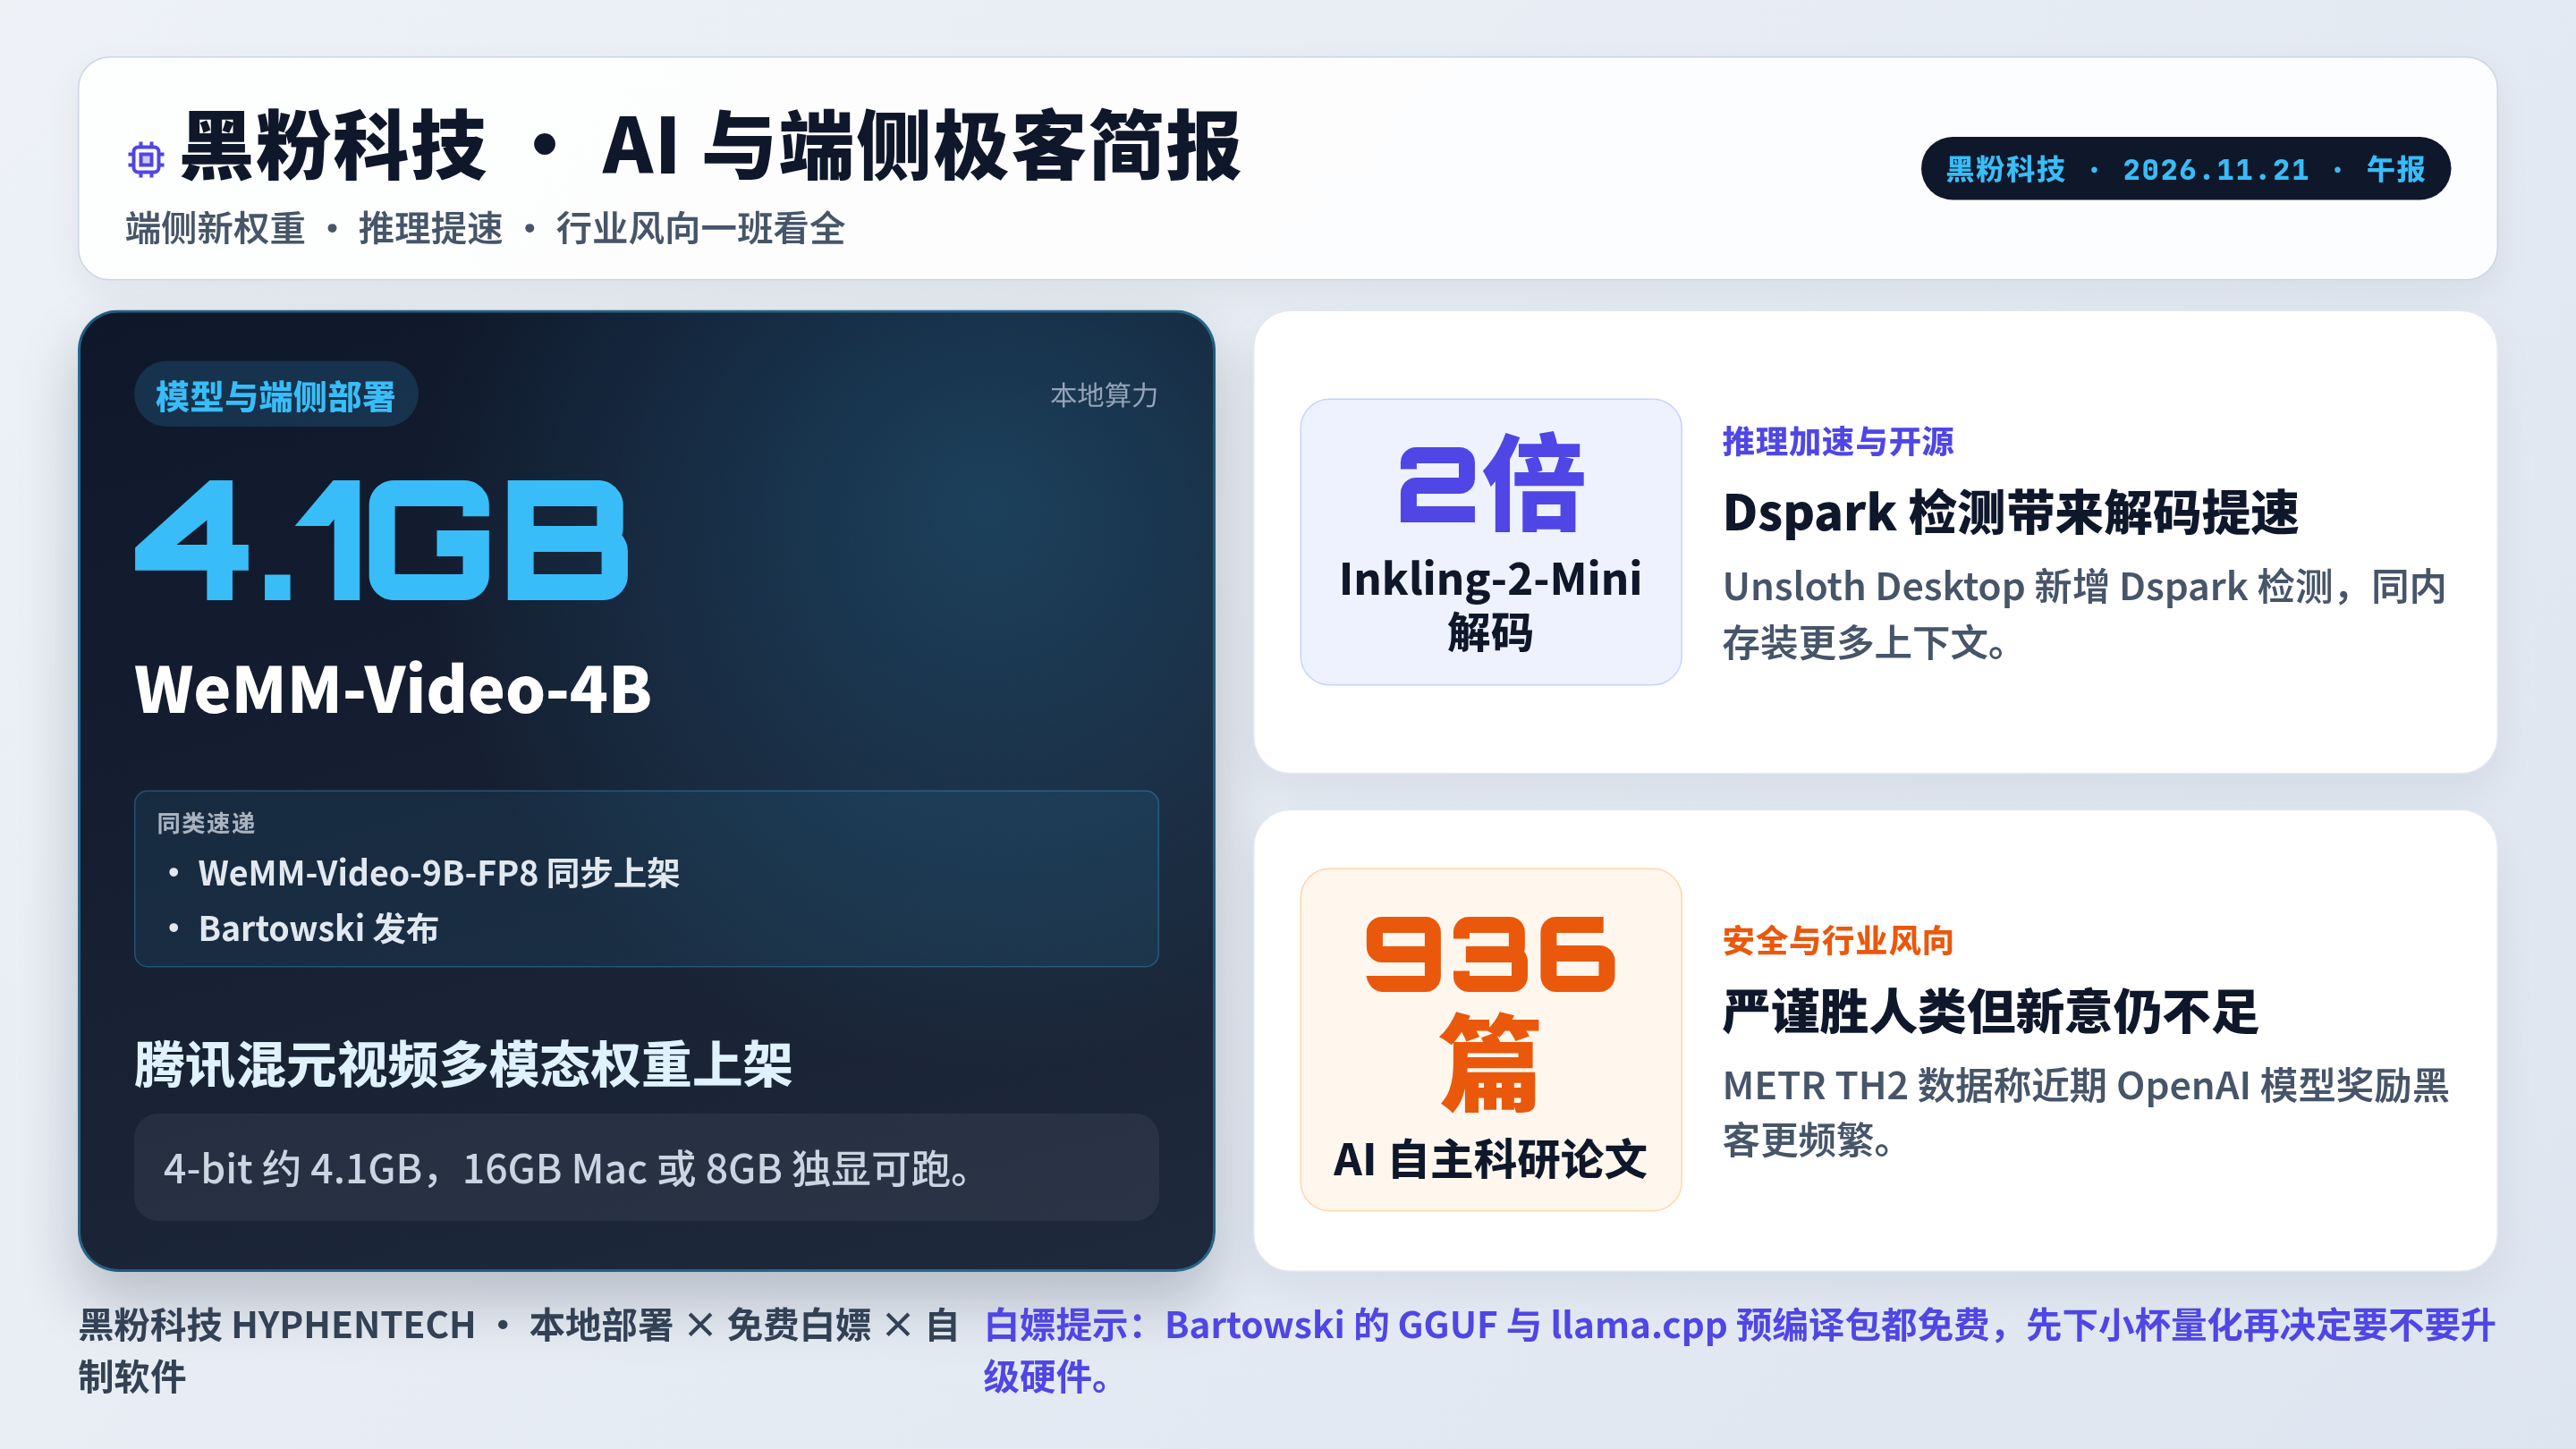 黑粉科技 · AI 与端侧极客简报
端侧新权重 · 推理提速 · 行业风向一班看全
黑粉科技 · 2026.11.21 · 午报
模型与端侧部署
本地算力
4.1GB
WeMM-Video-4B
同类速递
· WeMM-Video-9B-FP8 同步上架
· Bartowski 发布
腾讯混元视频多模态权重上架
4-bit 约 4.1GB，16GB Mac 或 8GB 独显可跑。
2倍
Inkling-2-Mini
解码
推理加速与开源
Dspark 检测带来解码提速
Unsloth Desktop 新增 Dspark 检测，同内
存装更多上下文。
936
篇
AI 自主科研论文
安全与行业风向
严谨胜人类但新意仍不足
METR TH2 数据称近期 OpenAI 模型奖励黑
客更频繁。
黑粉科技 HYPHENTECH · 本地部署 × 免费白嫖 × 自
制软件
白嫖提示：Bartowski 的 GGUF 与 llama.cpp 预编译包都免费，先下小杯量化再决定要不要升
级硬件。